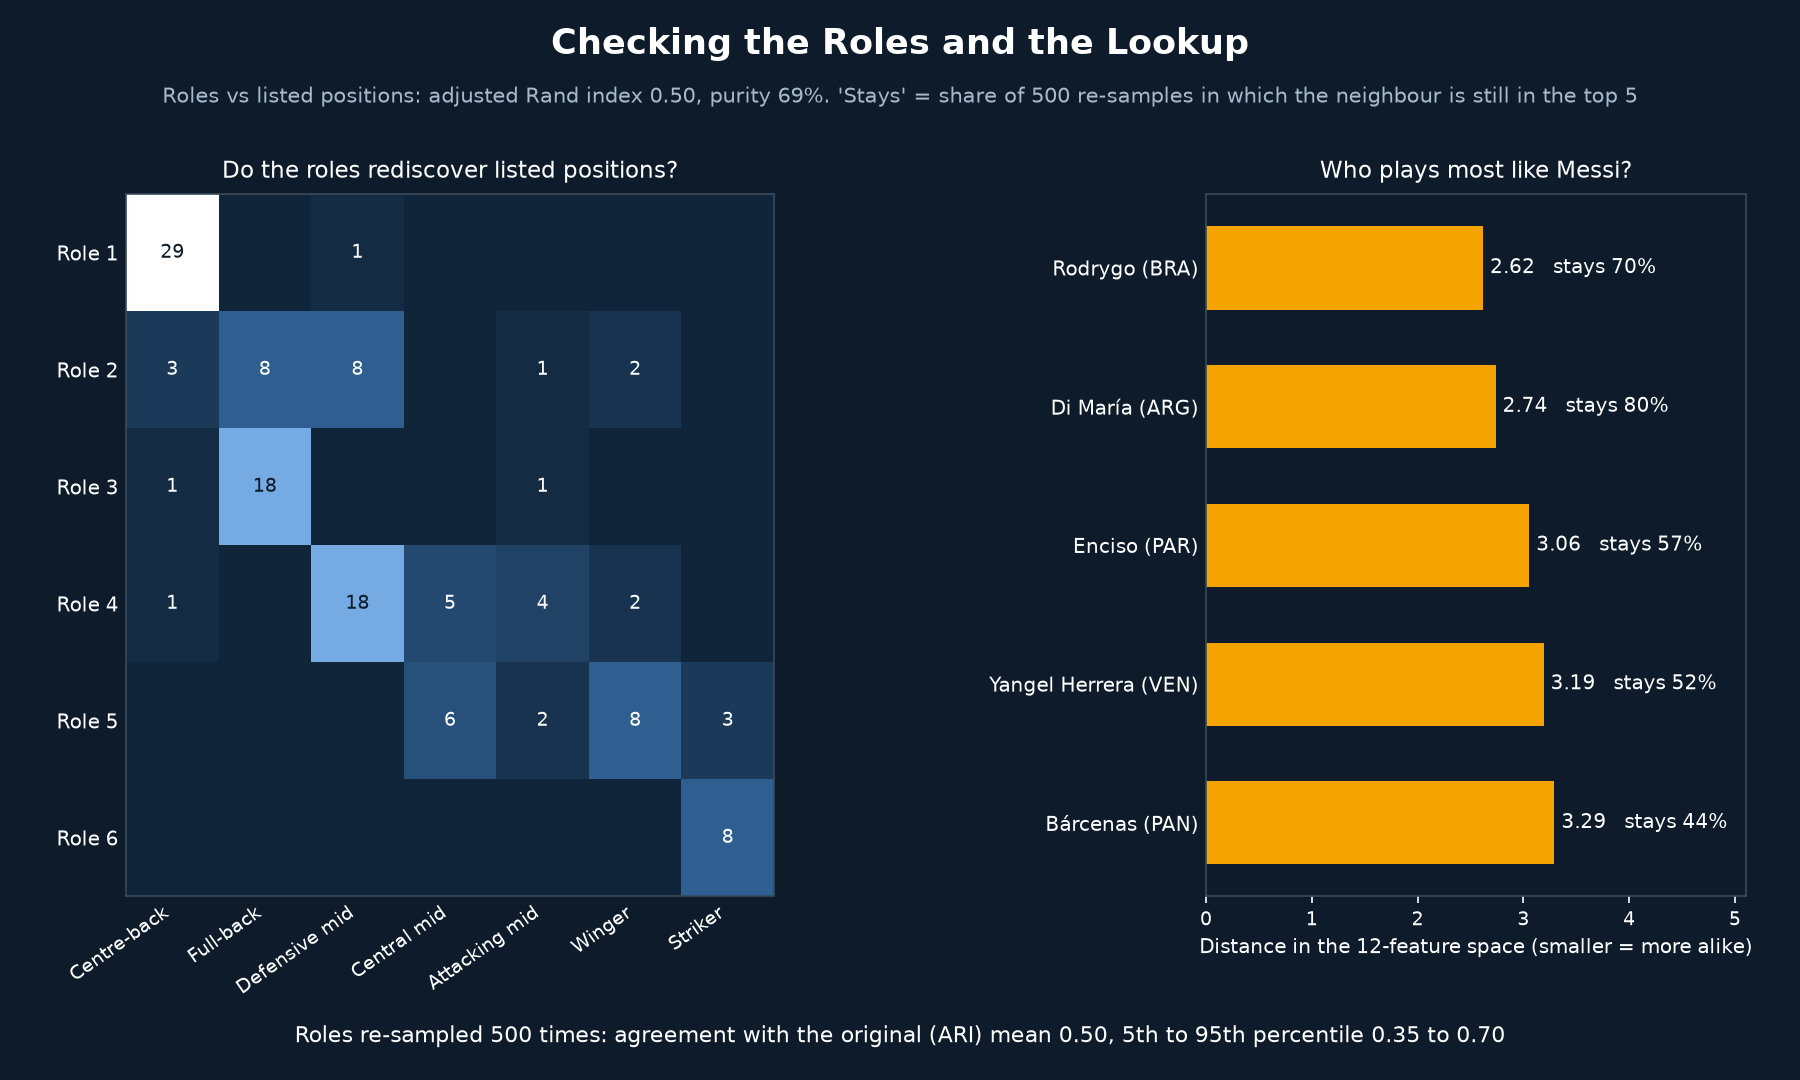 Checking the Roles and the Lookup
Roles vs listed positions: adjusted Rand index 0.50, purity 69%. 'Stays' = share of 500 re-samples in which the neighbour is still in the top 5
Do the roles rediscover listed positions?
Role 1 29 1
Role 2 3 8 8 1 2
Role 3 1 18 1
Role 4 1 18 5 4 2
Role 5 6 2 8 3
Role 6 8
Centre-back Full-back Defensive mid Central mid Attacking mid Winger Striker
Who plays most like Messi?
Rodrygo (BRA) 2.62 stays 70%
Di María (ARG) 2.74 stays 80%
Enciso (PAR) 3.06 stays 57%
Yangel Herrera (VEN) 3.19 stays 52%
Bárcenas (PAN) 3.29 stays 44%
0 1 2 3 4 5
Distance in the 12-feature space (smaller = more alike)
Roles re-sampled 500 times: agreement with the original (ARI) mean 0.50, 5th to 95th percentile 0.35 to 0.70